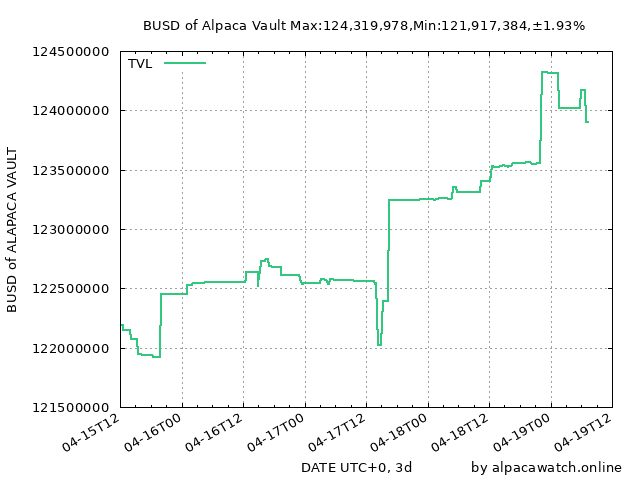 BUSD of Alpaca Vault Max:124,319,978,Min:121,917,384,±1.93%
TVL
124500000
124000000
123500000
123000000
122500000
122000000
121500000
BUSD of ALAPACA VAULT
04-15T12
04-16T00
04-16T12
04-17T00
04-17T12
04-18T00
04-18T12
04-19T00
04-19T12
DATE UTC+0, 3d
by alpacawatch.online